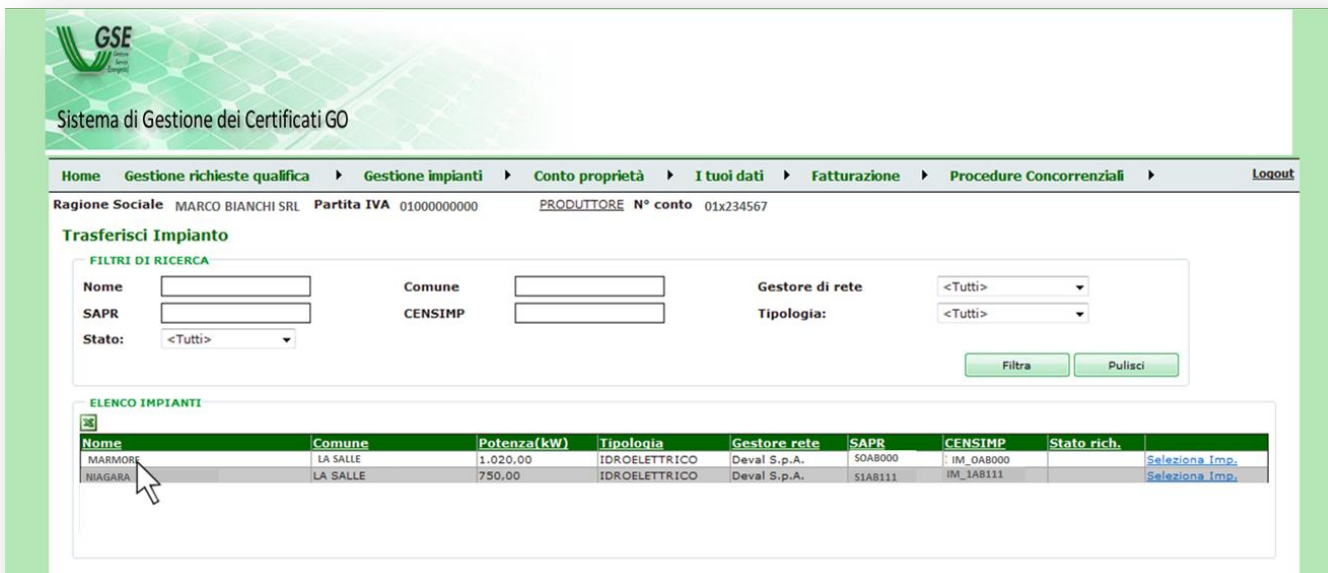 GSE
Gestore
Servizi
Energetici
Sistema di Gestione dei Certificati GO
Home Gestione richieste qualifica Gestione impianti Conto proprietà I tuoi dati Fatturazione Procedure Concorrenziali Logout
Ragione Sociale MARCO BIANCHI SRL Partita IVA 01000000000 PRODUTTORE N° conto 01x234567
Trasferisci Impianto
FILTRI DI RICERCA
Nome Comune Gestore di rete <Tutti>
SAPR CENSIMP Tipologia: <Tutti>
Stato: <Tutti>
Filtra Pulisci
ELENCO IMPIANTI
Nome Comune Potenza(kW) Tipologia Gestore rete SAPR CENSIMP Stato rich.
MARMORE LA SALLE 1.020,00 IDROELETTRICO Deval S.p.A. S0AB000 IM_0AB000 Seleziona Imp.
NIAGARA LA SALLE 750,00 IDROELETTRICO Deval S.p.A. S1AB111 IM_1AB111 Seleziona Imp.